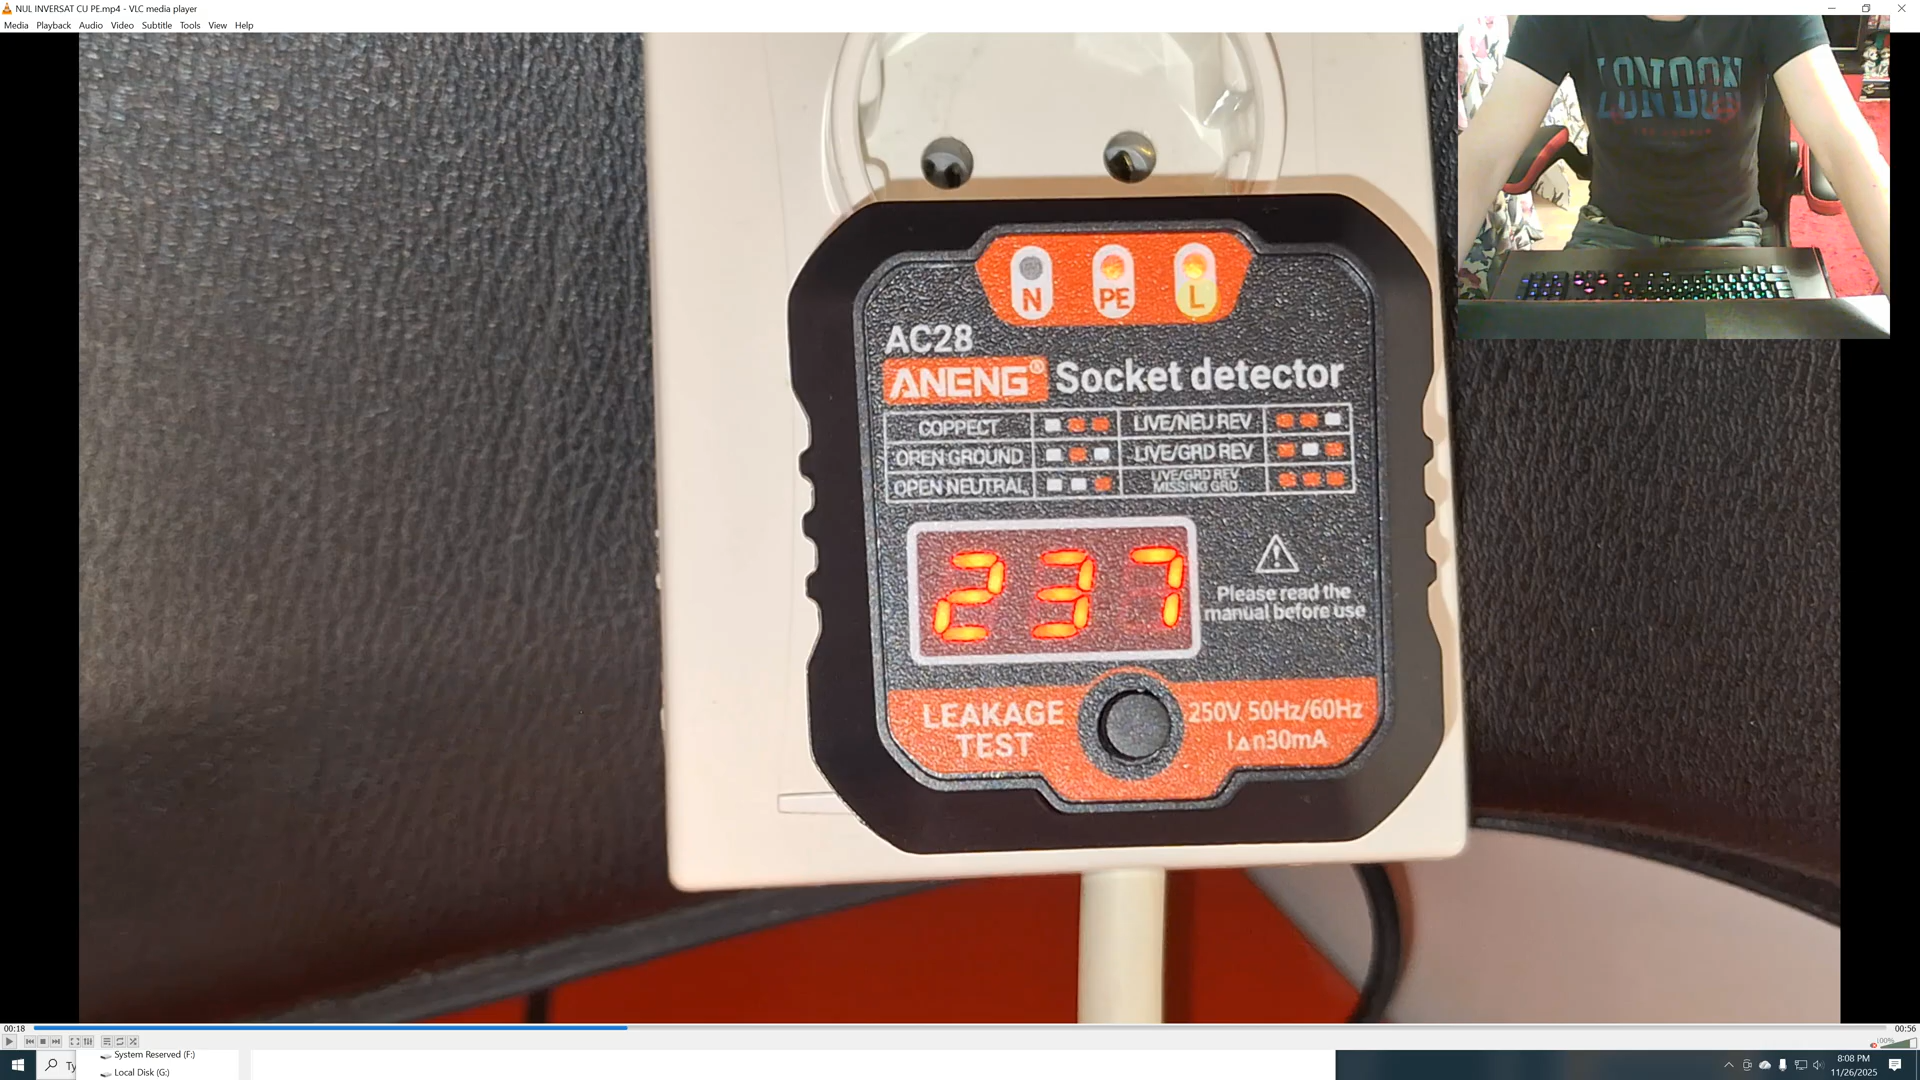 NUL INVERSAT CU PE.mp4 - VLC media player
Media Playback Audio Video Subtitle Tools View Help
LONDON
N PE L
AC28
ANENG® Socket detector
COPPECT LIVE/NEU REV
OPEN GROUND LIVE/GRD REV
OPEN NEUTRAL LIVE/GRD REV
MISSING GRD
237
Please read the
manual before use
LEAKAGE
TEST
250V 50Hz/60Hz
I△n30mA
00:18 00:56
100%
System Reserved (F:)
Ty
Local Disk (G:)
8:08 PM
11/26/2025